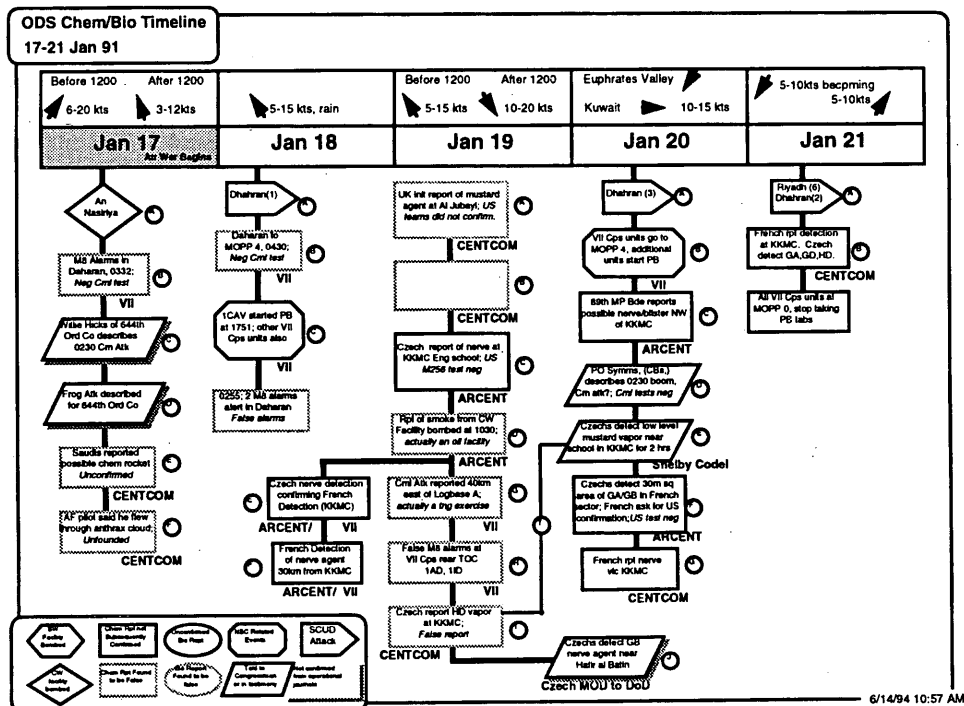 ODS Chem/Bio Timeline
17-21 Jan 91
Before 1200 After 1200
6-20 kts 3-12kts
5-15 kts, rain
Before 1200 After 1200
5-15 kts 10-20 kts
Euphrates Valley
Kuwait 10-15 kts
5-10kts becpming
5-10kts
Jan 17
Air War Begins
Jan 18
Jan 19
Jan 20
Jan 21
An
Nasiriya
A
M8 Alarms in
Daharan, 0332;
Neg Cml test
B
VII
Willie Hicks of 644th
Ord Co describes
0230 Cm Atk
C
Frog Atk described
for 644th Ord Co
Saudis reported
possible chem rocket
Unconfirmed
CENTCOM
AF pilot said he flew
through anthrax cloud;
Unfounded
CENTCOM
Dhahran(1)
A
Daharan to
MOPP 4, 0430;
Neg Cml test
B
VII
1CAV started PB
at 1751; other VII
Cps units also
C
VII
0255; 2 M8 alarms
alert in Daharan
False alarms
UK init report of mustard
agent at Al Jubayl; US
teams did not confirm.
A
CENTCOM
B
CENTCOM
Czech report of nerve at
KKMC Eng school; US
M256 test neg
C
ARCENT
Rpt of smoke from CW
Facility bombed at 1030;
actually an oil facility
D
ARCENT
Czech nerve detection
confirming French
Detection (KKMC)
ARCENT/ VII
French Detection
of nerve agent
30km from KKMC
ARCENT/ VII
Cml Atk reported 40km
east of Logbase A;
actually a tng exercise
VII
False M8 alarms at
VII Cps rear TOC
1AD, 1ID
VII
Czech report HD vapor
at KKMC;
False report
CENTCOM
Czechs detect GB
nerve agent near
Hafir al Batin
Czech MOD to DoD
Dhahran (3)
A
VII Cps units go to
MOPP 4, additional
units start PB
B
VII
89th MP Bde reports
possible nerve/blister NW
of KKMC
C
ARCENT
PO Symms, (CBs,)
describes 0230 boom,
Cm atk?; Cml tests neg
D
Czechs detect low level
mustard vapor near
school in KKMC for 2 hrs
Shelby Codel
Czechs detect 30m sq
area of GA/GB in French
sector; French ask for US
confirmation; US test neg
ARCENT
French rpt nerve
vic KKMC
G
CENTCOM
Riyadh (6)
Dhahran(2)
A
French rpt detection
at KKMC. Czech
detect GA,GD,HD.
B
CENTCOM
All VII Cps units at
MOPP 0, stop taking
PB tabs
BW
Facility
Bombed
Chem Rpt not
Subsequently
Confirmed
Unconfirmed
Bio Rept
NBC Related
Events
SCUD
Attack
CW
facility
bombed
Chem Rpt Found
to be False
Bio Report
Found to be
false
Told to
Congressman
or in testimony
Not confirmed
from operational
journals
6/14/94 10:57 AM